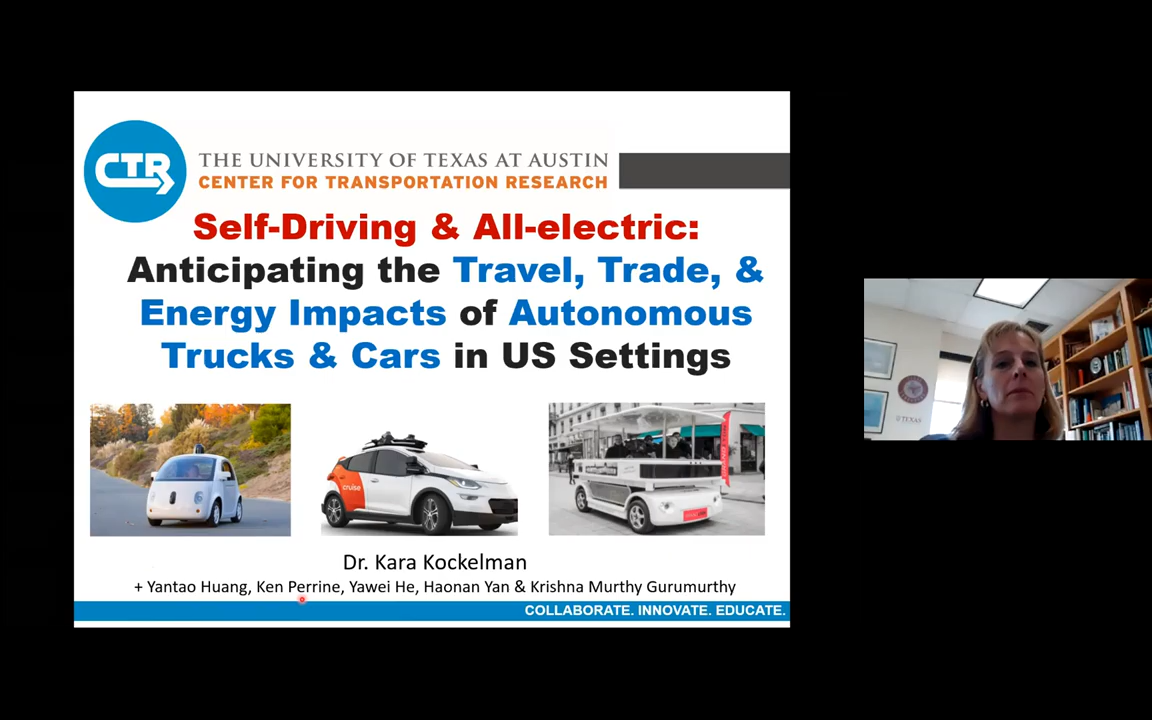 CTR
THE UNIVERSITY OF TEXAS AT AUSTIN
CENTER FOR TRANSPORTATION RESEARCH
Self-Driving & All-electric:
Anticipating the Travel, Trade, &
Energy Impacts of Autonomous
Trucks & Cars in US Settings
cruise
Dr. Kara Kockelman
+ Yantao Huang, Ken Perrine, Yawei He, Haonan Yan & Krishna Murthy Gurumurthy
COLLABORATE. INNOVATE. EDUCATE.
TEXAS